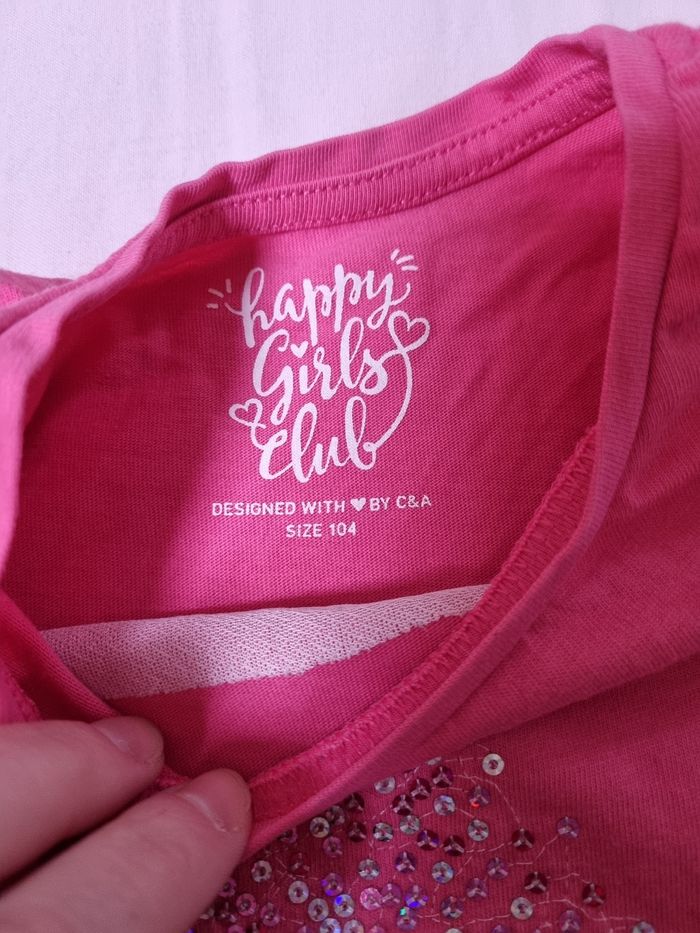 happy
Girls
Club
DESIGNED WITH ♥ BY C&A
SIZE 104